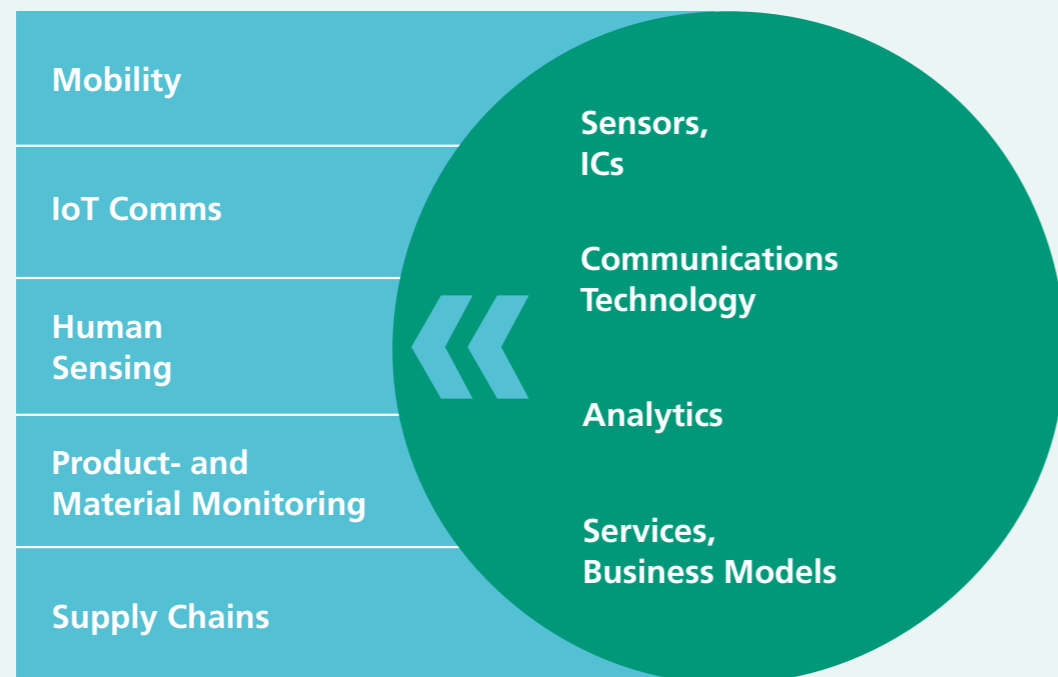 Mobility
IoT Comms
Human
Sensing
Product- and
Material Monitoring
Supply Chains
Sensors,
ICs
Communications
Technology
Analytics
Services,
Business Models